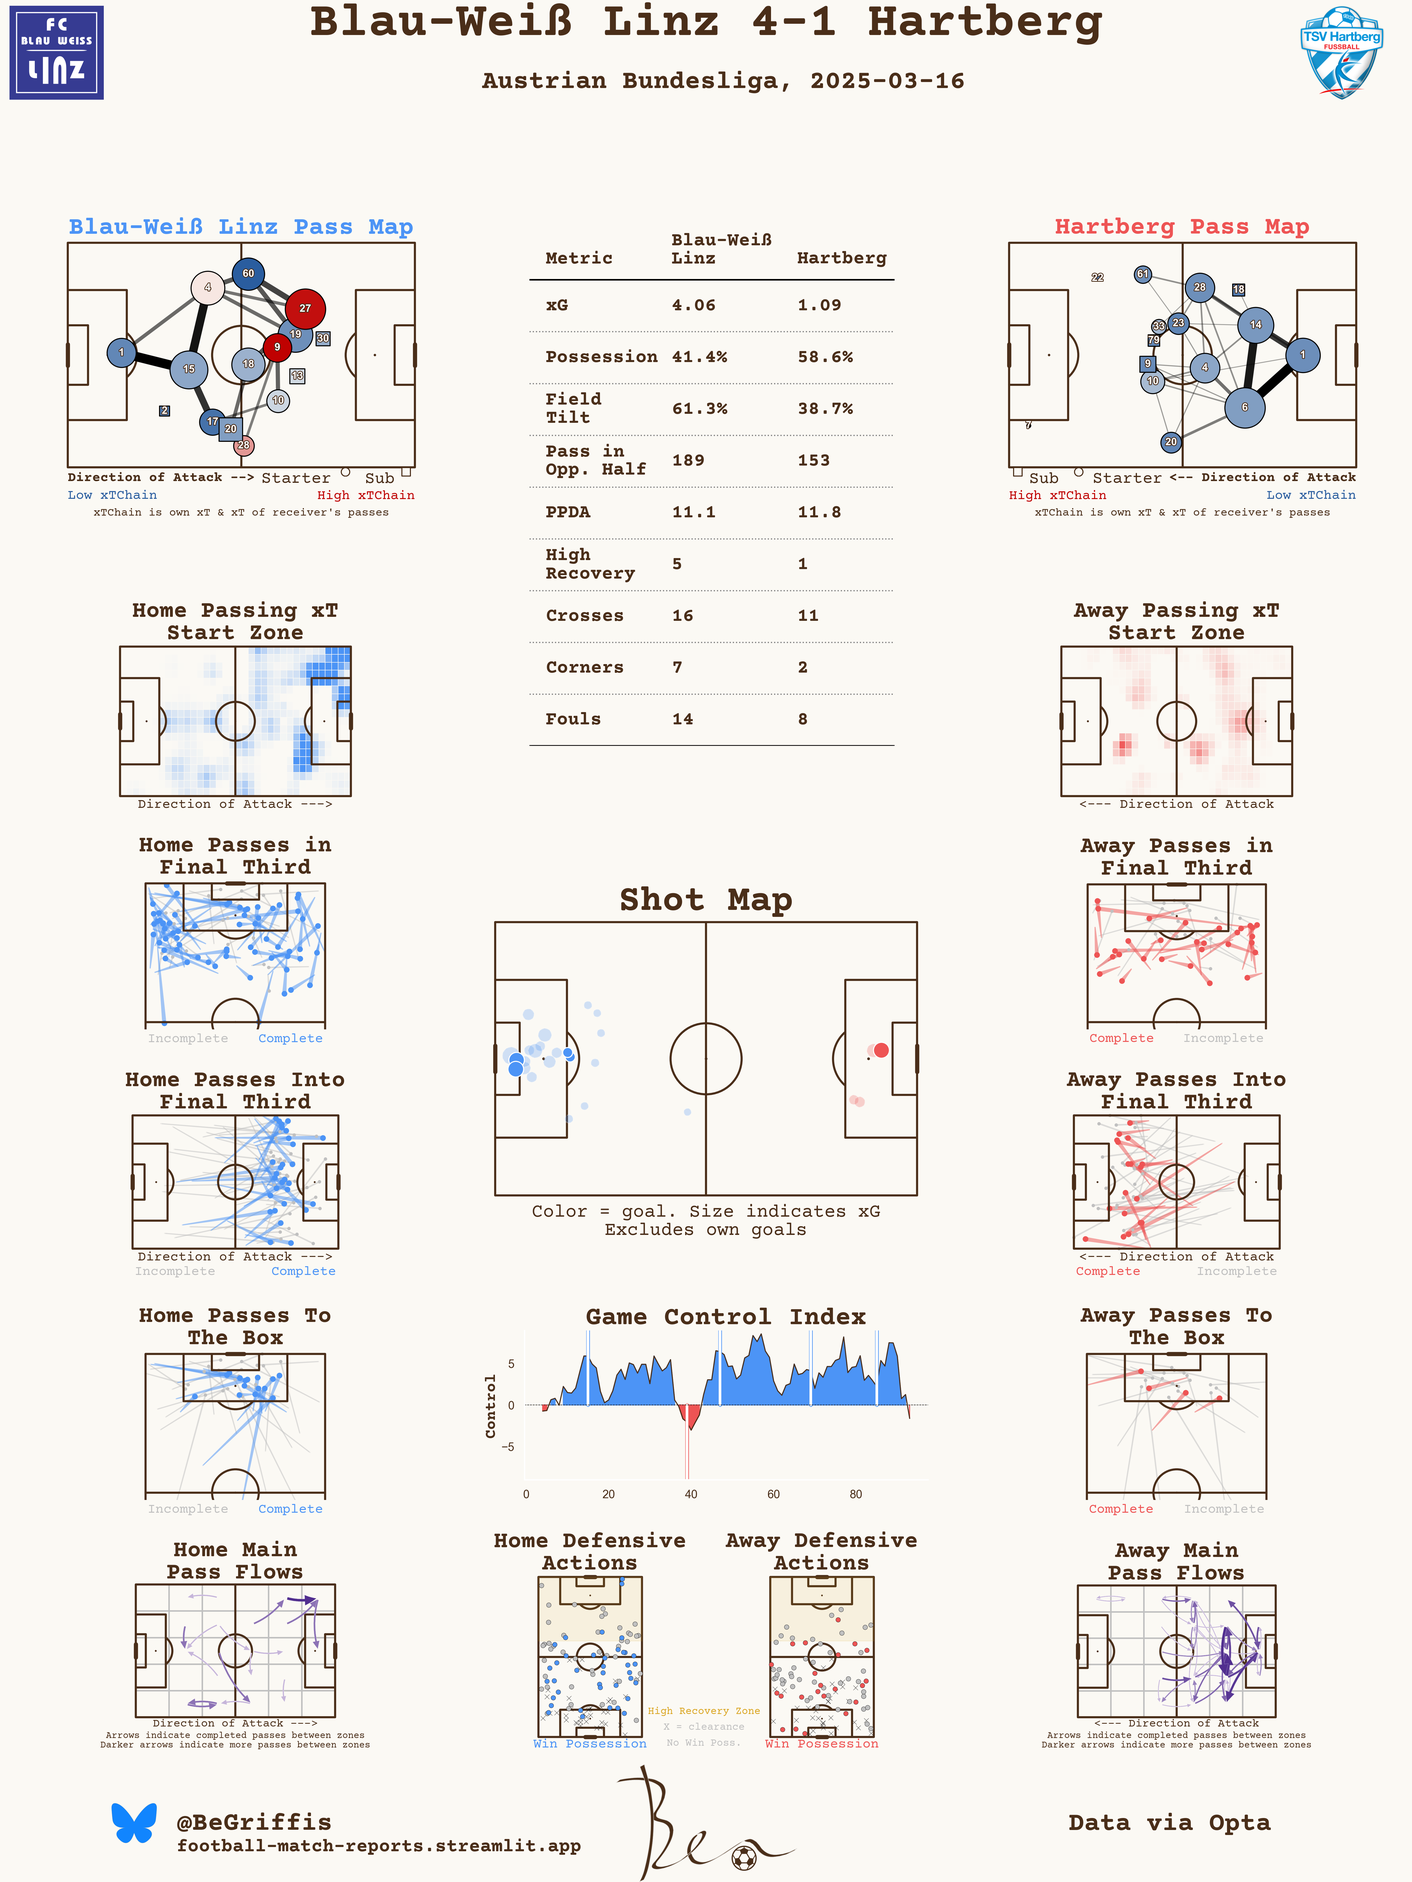 FC
BLAU WEISS
LINZ
Blau-Weiß Linz 4-1 Hartberg
Austrian Bundesliga, 2025-03-16
TSV Hartberg
FUSSBALL
Blau-Weiß Linz Pass Map
4
60
27
19
30
9
1
15
18
13
10
2
17
20
28
Direction of Attack --> Starter Sub
Low xTChain High xTChain
xTChain is own xT & xT of receiver's passes
Metric Blau-Weiß Linz Hartberg
xG 4.06 1.09
Possession 41.4% 58.6%
Field Tilt 61.3% 38.7%
Pass in Opp. Half 189 153
PPDA 11.1 11.8
High Recovery 5 1
Crosses 16 11
Corners 7 2
Fouls 14 8
Hartberg Pass Map
22
61
28
18
33
23
14
79
9
4
1
10
6
20
Sub Starter <-- Direction of Attack
High xTChain Low xTChain
xTChain is own xT & xT of receiver's passes
Home Passing xT
Start Zone
Direction of Attack --->
Away Passing xT
Start Zone
<--- Direction of Attack
Home Passes in
Final Third
Incomplete Complete
Away Passes in
Final Third
Complete Incomplete
Shot Map
Color = goal. Size indicates xG
Excludes own goals
Home Passes Into
Final Third
Direction of Attack --->
Incomplete Complete
Away Passes Into
Final Third
<--- Direction of Attack
Complete Incomplete
Home Passes To
The Box
Incomplete Complete
Game Control Index
Control
5
0
−5
0 20 40 60 80
Away Passes To
The Box
Complete Incomplete
Home Main
Pass Flows
Direction of Attack --->
Arrows indicate completed passes between zones
Darker arrows indicate more passes between zones
Home Defensive
Actions
Win Possession
High Recovery Zone
X = clearance
No Win Poss.
Away Defensive
Actions
Win Possession
Away Main
Pass Flows
<--- Direction of Attack
Arrows indicate completed passes between zones
Darker arrows indicate more passes between zones
@BeGriffis
football-match-reports.streamlit.app
Ben
Data via Opta